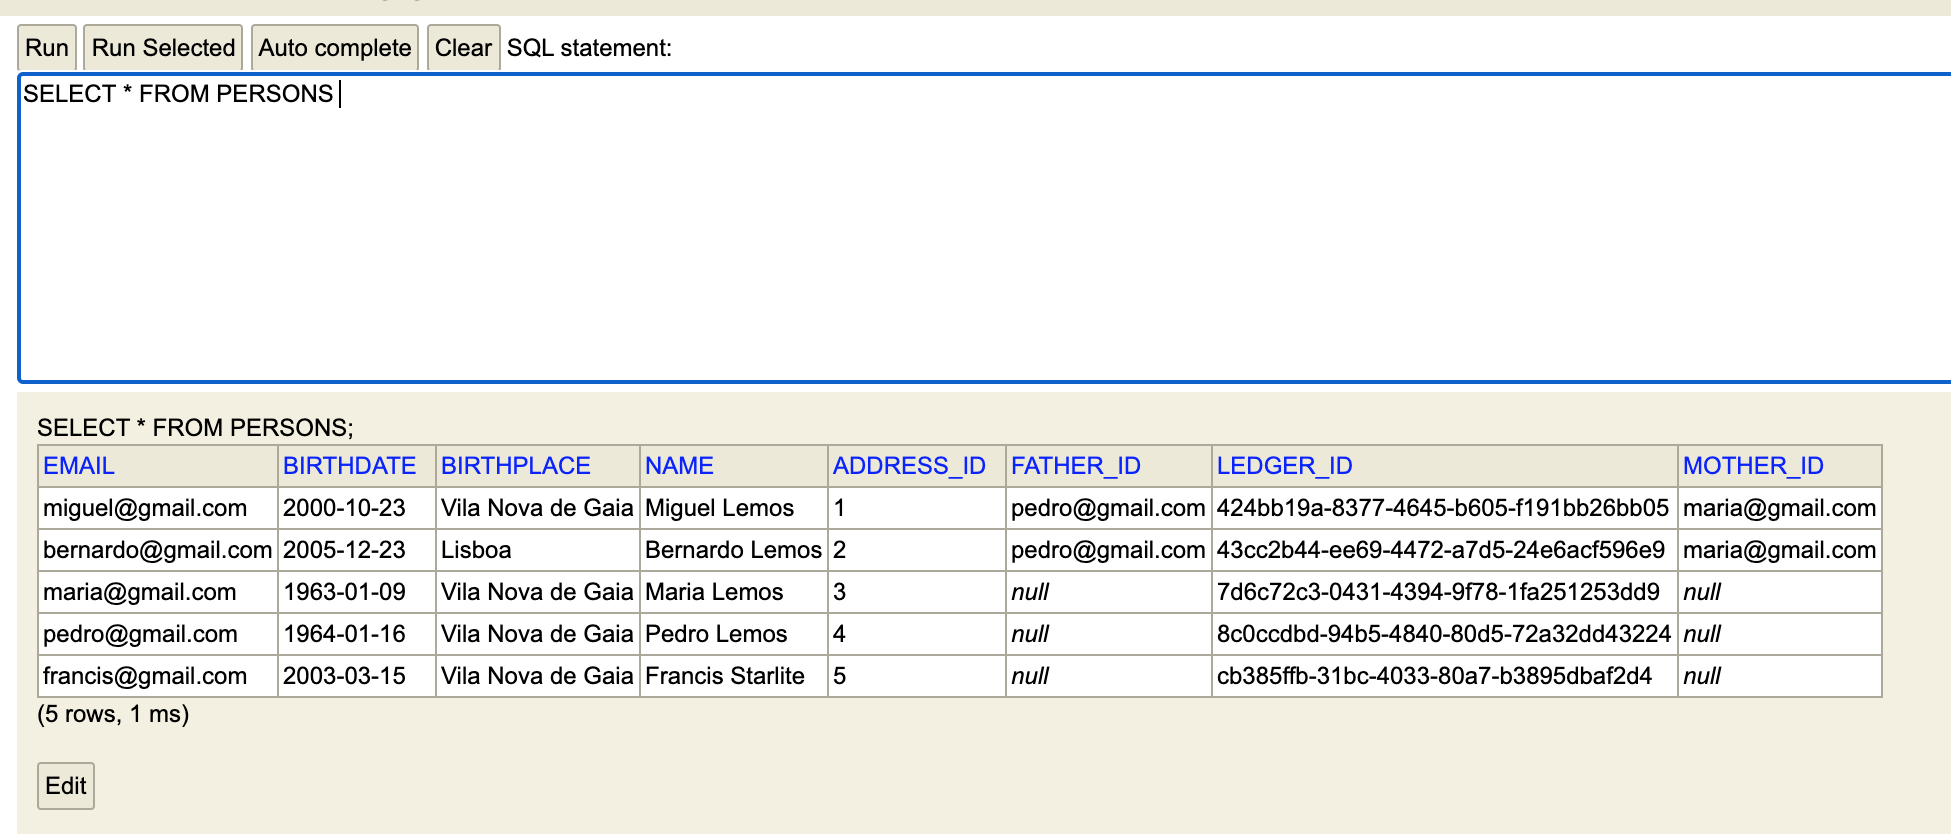 Run Run Selected Auto complete Clear SQL statement:
SELECT * FROM PERSONS
SELECT * FROM PERSONS;
EMAIL BIRTHDATE BIRTHPLACE NAME ADDRESS_ID FATHER_ID LEDGER_ID MOTHER_ID
miguel@gmail.com 2000-10-23 Vila Nova de Gaia Miguel Lemos 1 pedro@gmail.com 424bb19a-8377-4645-b605-f191bb26bb05 maria@gmail.com
bernardo@gmail.com 2005-12-23 Lisboa Bernardo Lemos 2 pedro@gmail.com 43cc2b44-ee69-4472-a7d5-24e6acf596e9 maria@gmail.com
maria@gmail.com 1963-01-09 Vila Nova de Gaia Maria Lemos 3 null 7d6c72c3-0431-4394-9f78-1fa251253dd9 null
pedro@gmail.com 1964-01-16 Vila Nova de Gaia Pedro Lemos 4 null 8c0ccdbd-94b5-4840-80d5-72a32dd43224 null
francis@gmail.com 2003-03-15 Vila Nova de Gaia Francis Starlite 5 null cb385ffb-31bc-4033-80a7-b3895dbaf2d4 null
(5 rows, 1 ms)
Edit